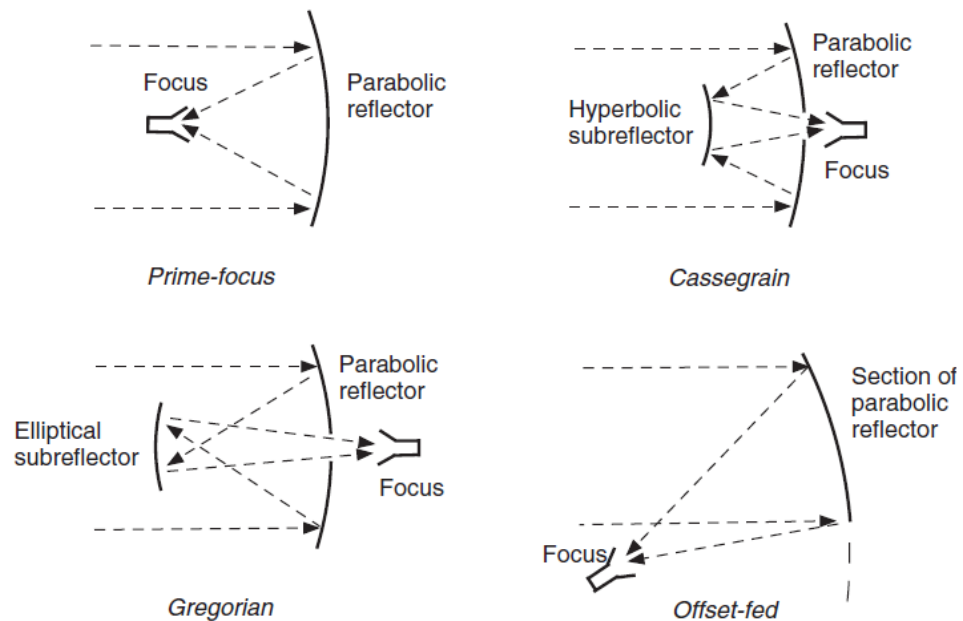 Focus
Parabolic
reflector
Prime-focus
Parabolic
reflector
Hyperbolic
subreflector
Focus
Cassegrain
Parabolic
reflector
Elliptical
subreflector
Focus
Gregorian
Section of
parabolic
reflector
Focus
Offset-fed